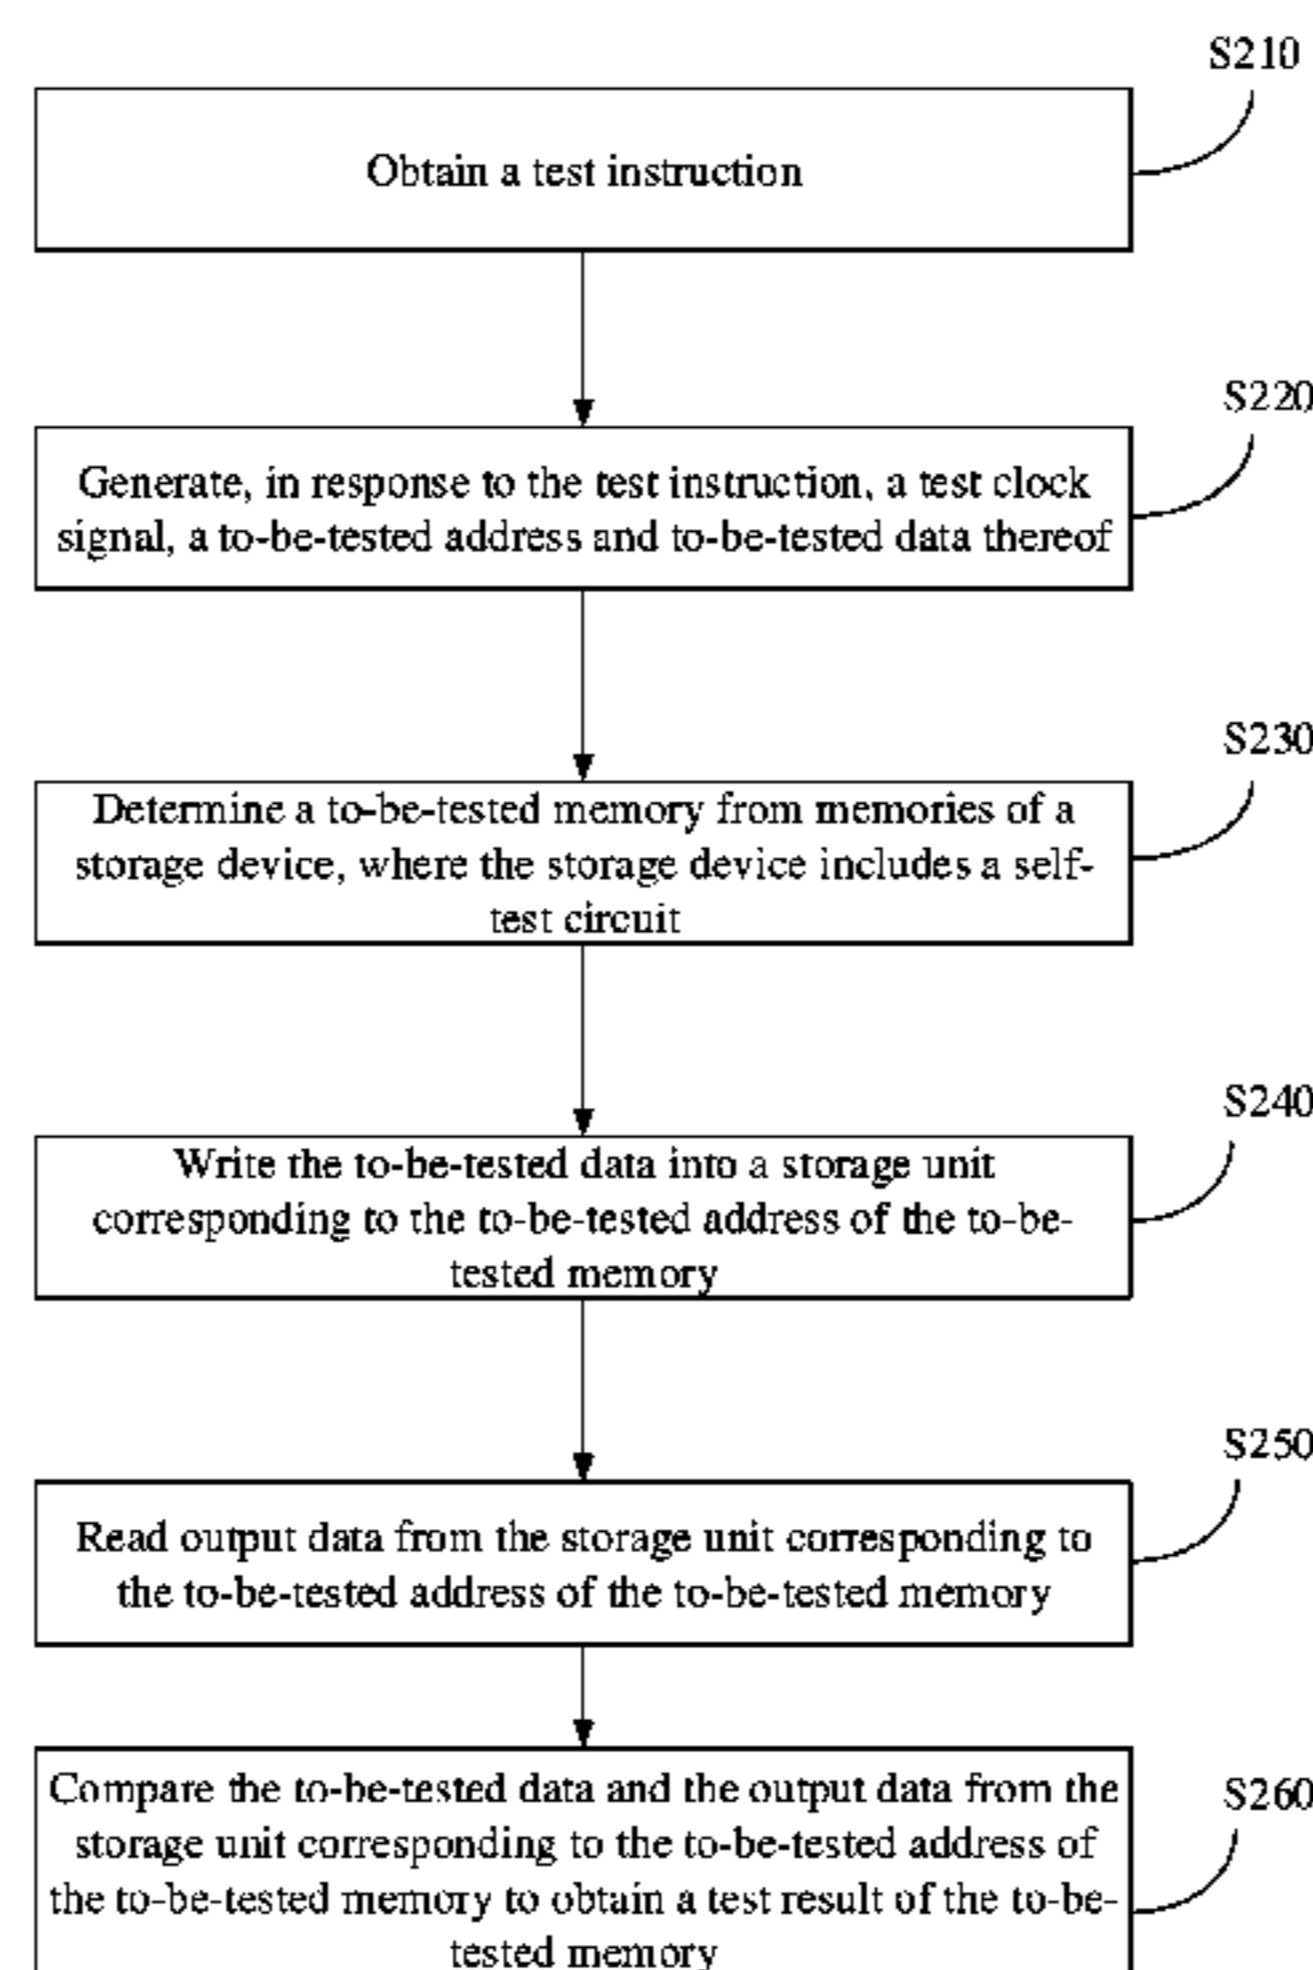 S210
Obtain a test instruction
S220
Generate, in response to the test instruction, a test clock
signal, a to-be-tested address and to-be-tested data thereof
S230
Determine a to-be-tested memory from memories of a
storage device, where the storage device includes a self-
test circuit
S240
Write the to-be-tested data into a storage unit
corresponding to the to-be-tested address of the to-be-
tested memory
S250
Read output data from the storage unit corresponding to
the to-be-tested address of the to-be-tested memory
S260
Compare the to-be-tested data and the output data from the
storage unit corresponding to the to-be-tested address of
the to-be-tested memory to obtain a test result of the to-be-
tested memory